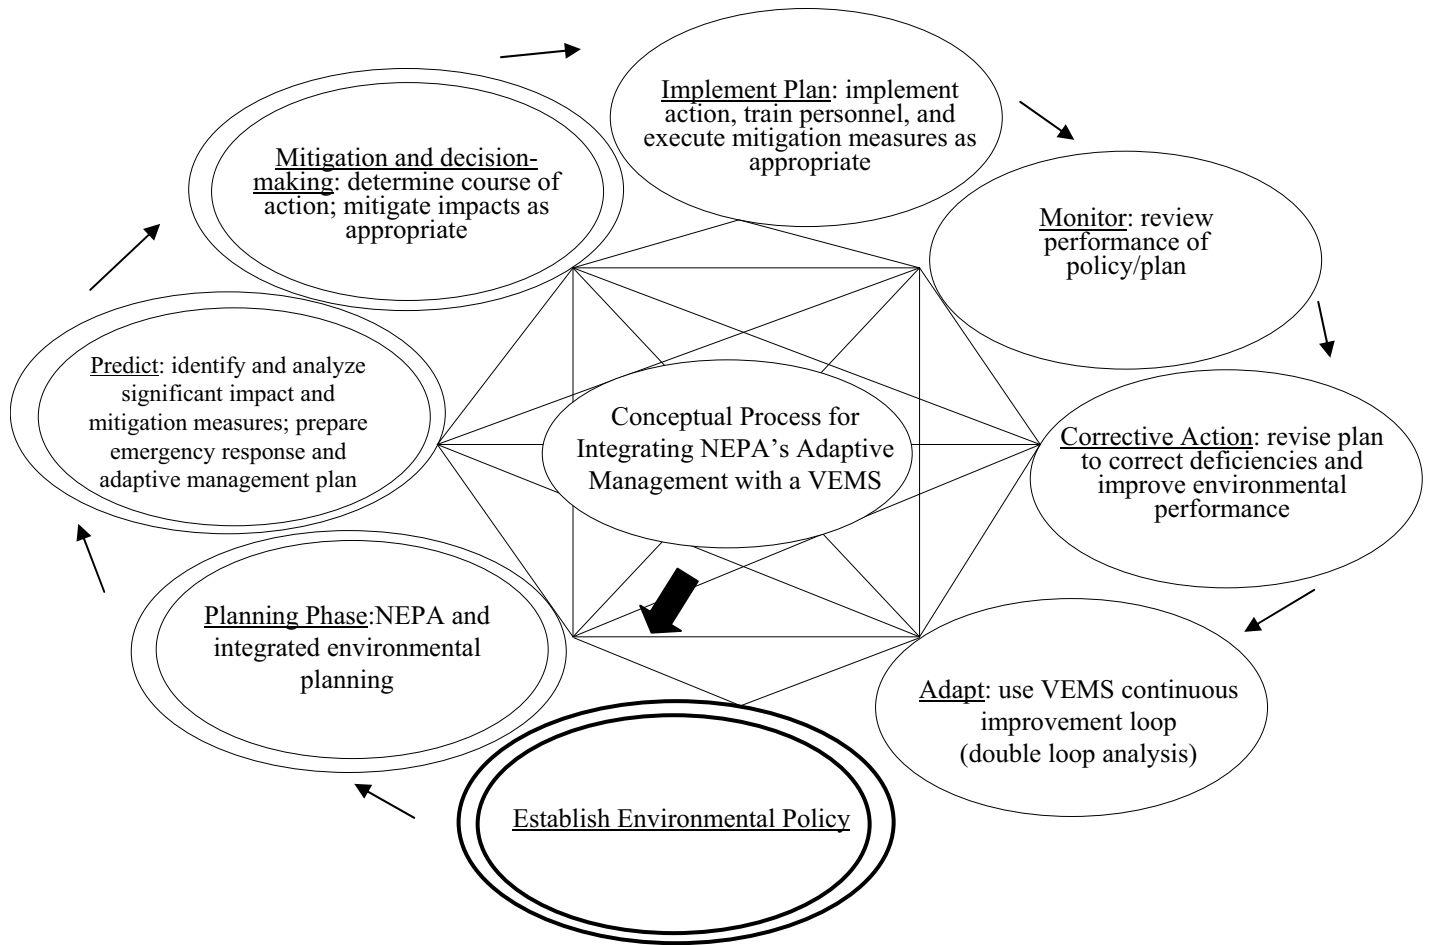 Implement Plan: implement
action, train personnel, and
execute mitigation measures as
appropriate
Mitigation and decision-
making: determine course of
action; mitigate impacts as
appropriate
Monitor: review
performance of
policy/plan
Predict: identify and analyze
significant impact and
mitigation measures; prepare
emergency response and
adaptive management plan
Conceptual Process for
Integrating NEPA’s Adaptive
Management with a VEMS
Corrective Action: revise plan
to correct deficiencies and
improve environmental
performance
Planning Phase:NEPA and
integrated environmental
planning
Adapt: use VEMS continuous
improvement loop
(double loop analysis)
Establish Environmental Policy